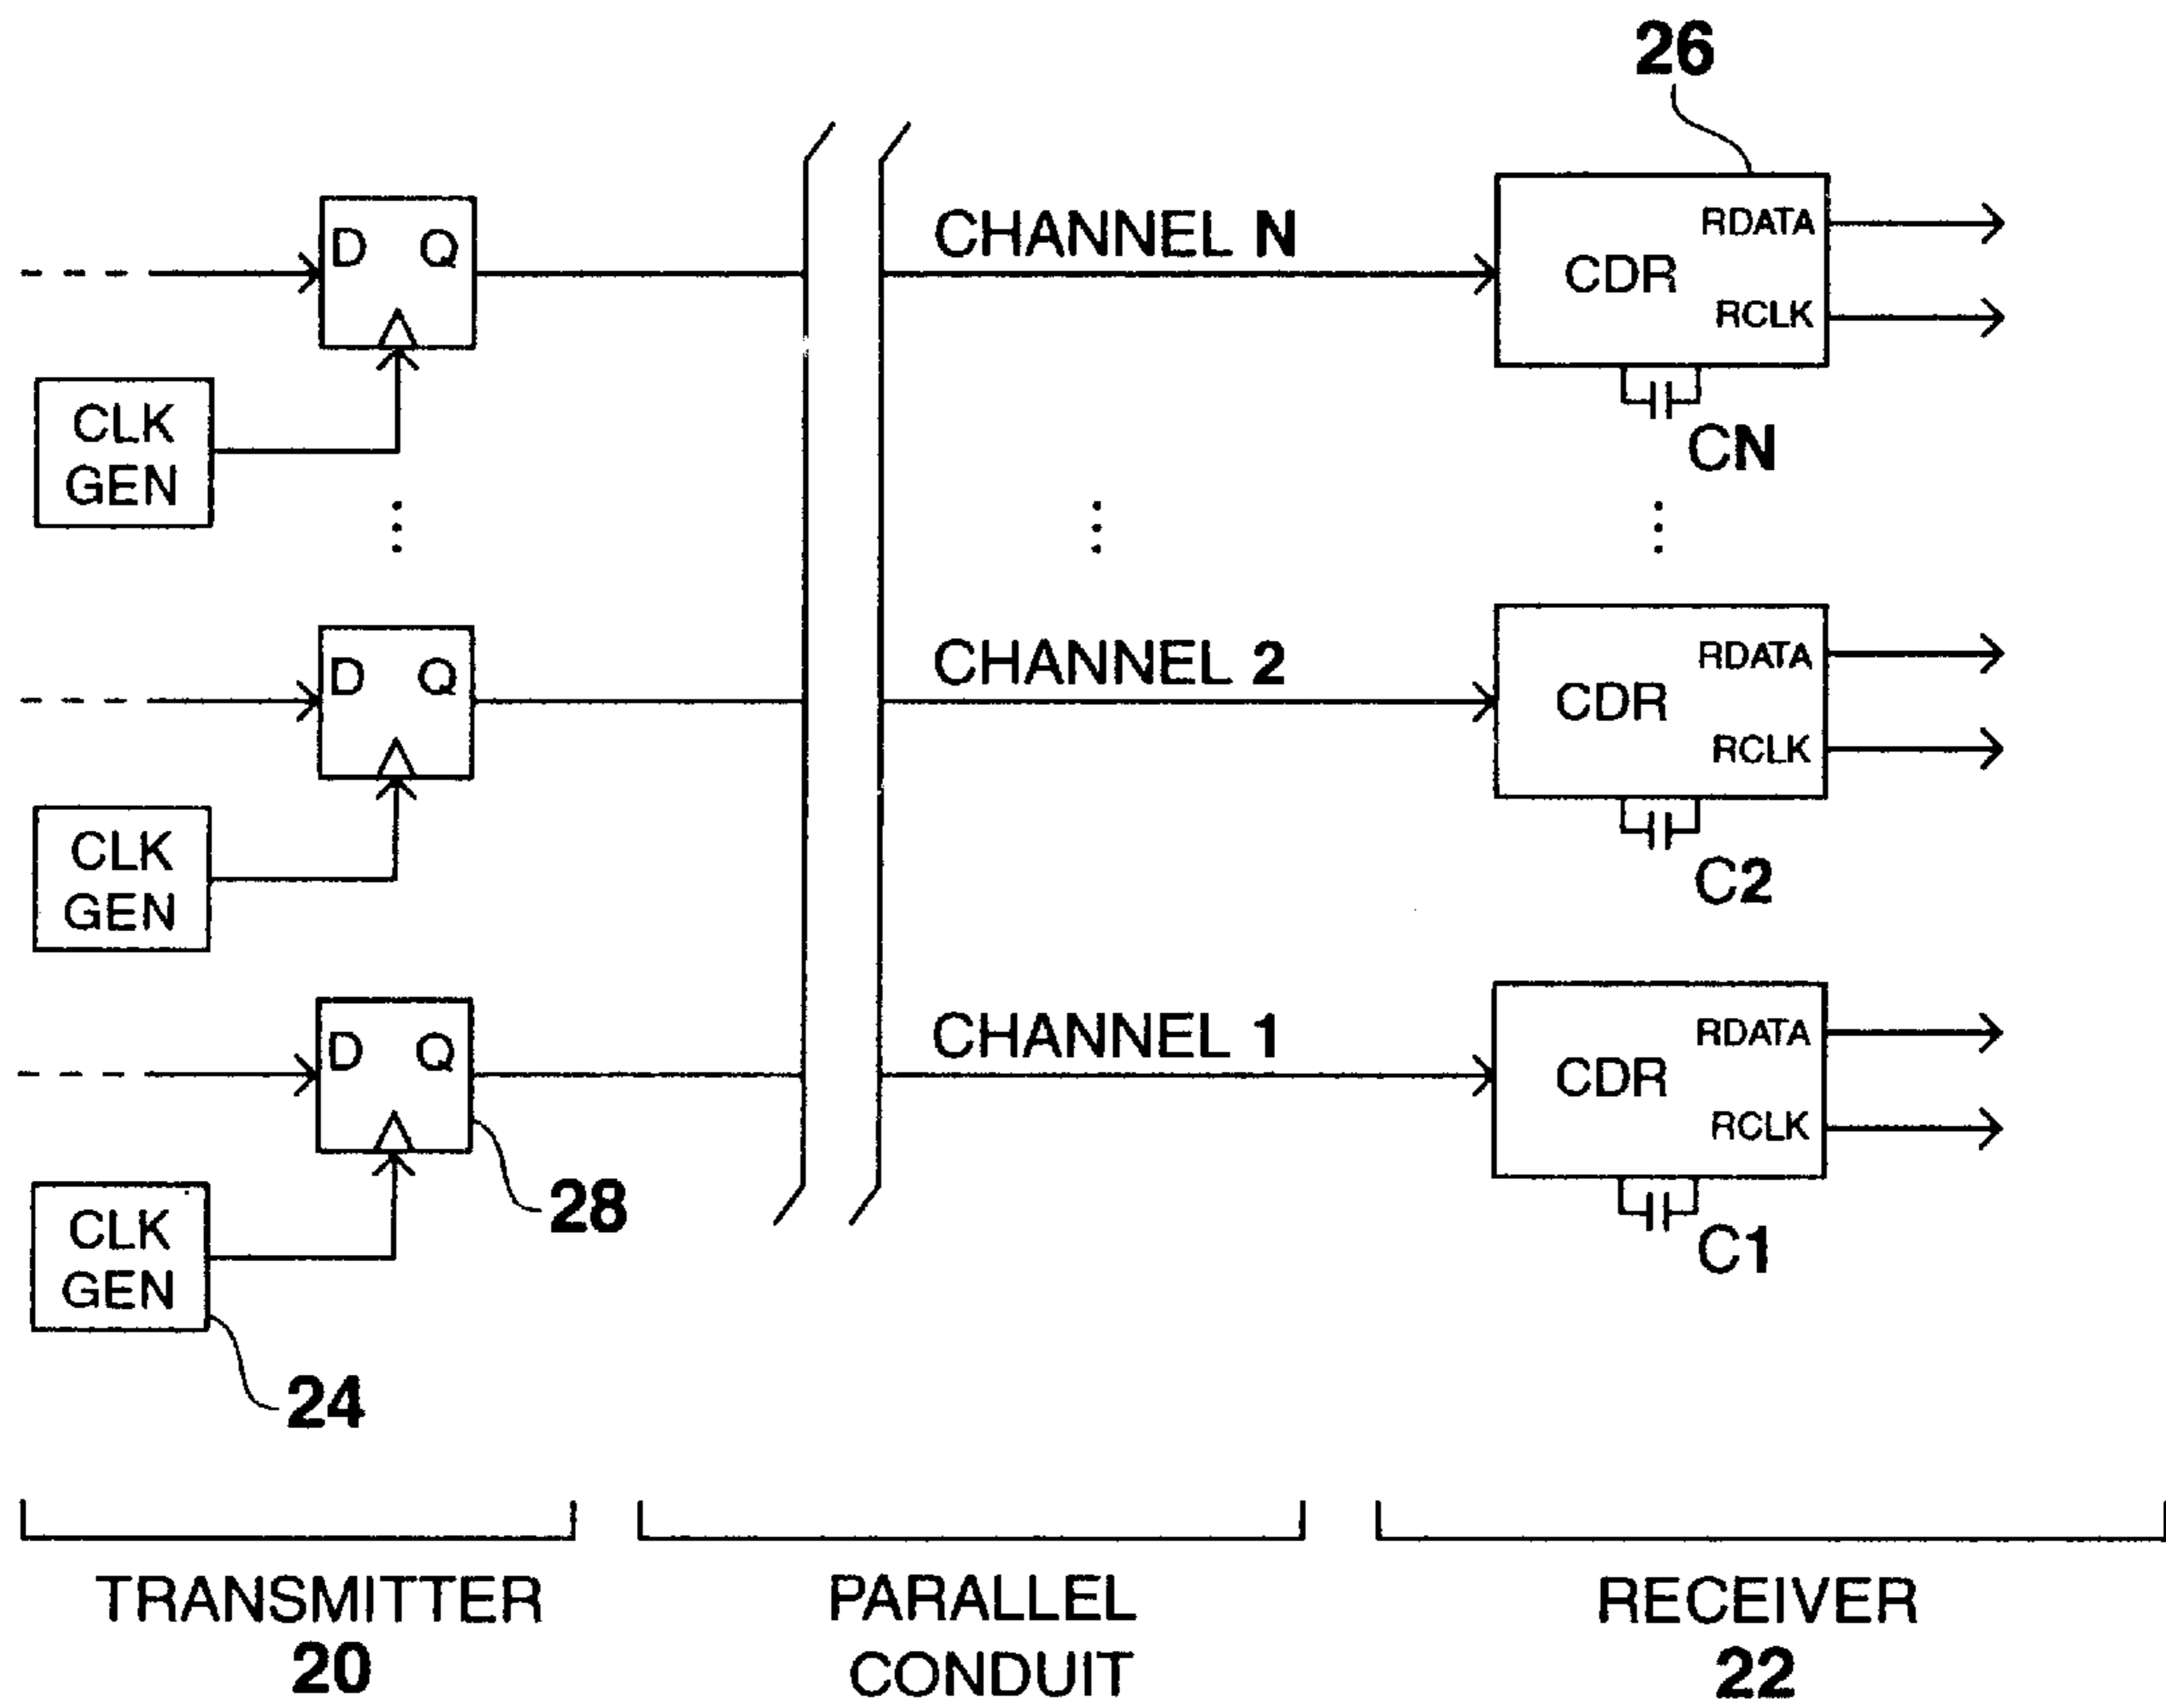 26
CHANNEL N
D Q
CDR
RDATA
RCLK
CLK
GEN
CN
CHANNEL 2
D Q
CDR
RDATA
RCLK
CLK
GEN
C2
CHANNEL 1
D Q
CDR
RDATA
RCLK
28
CLK
GEN
C1
24
TRANSMITTER
20
PARALLEL
CONDUIT
RECEIVER
22